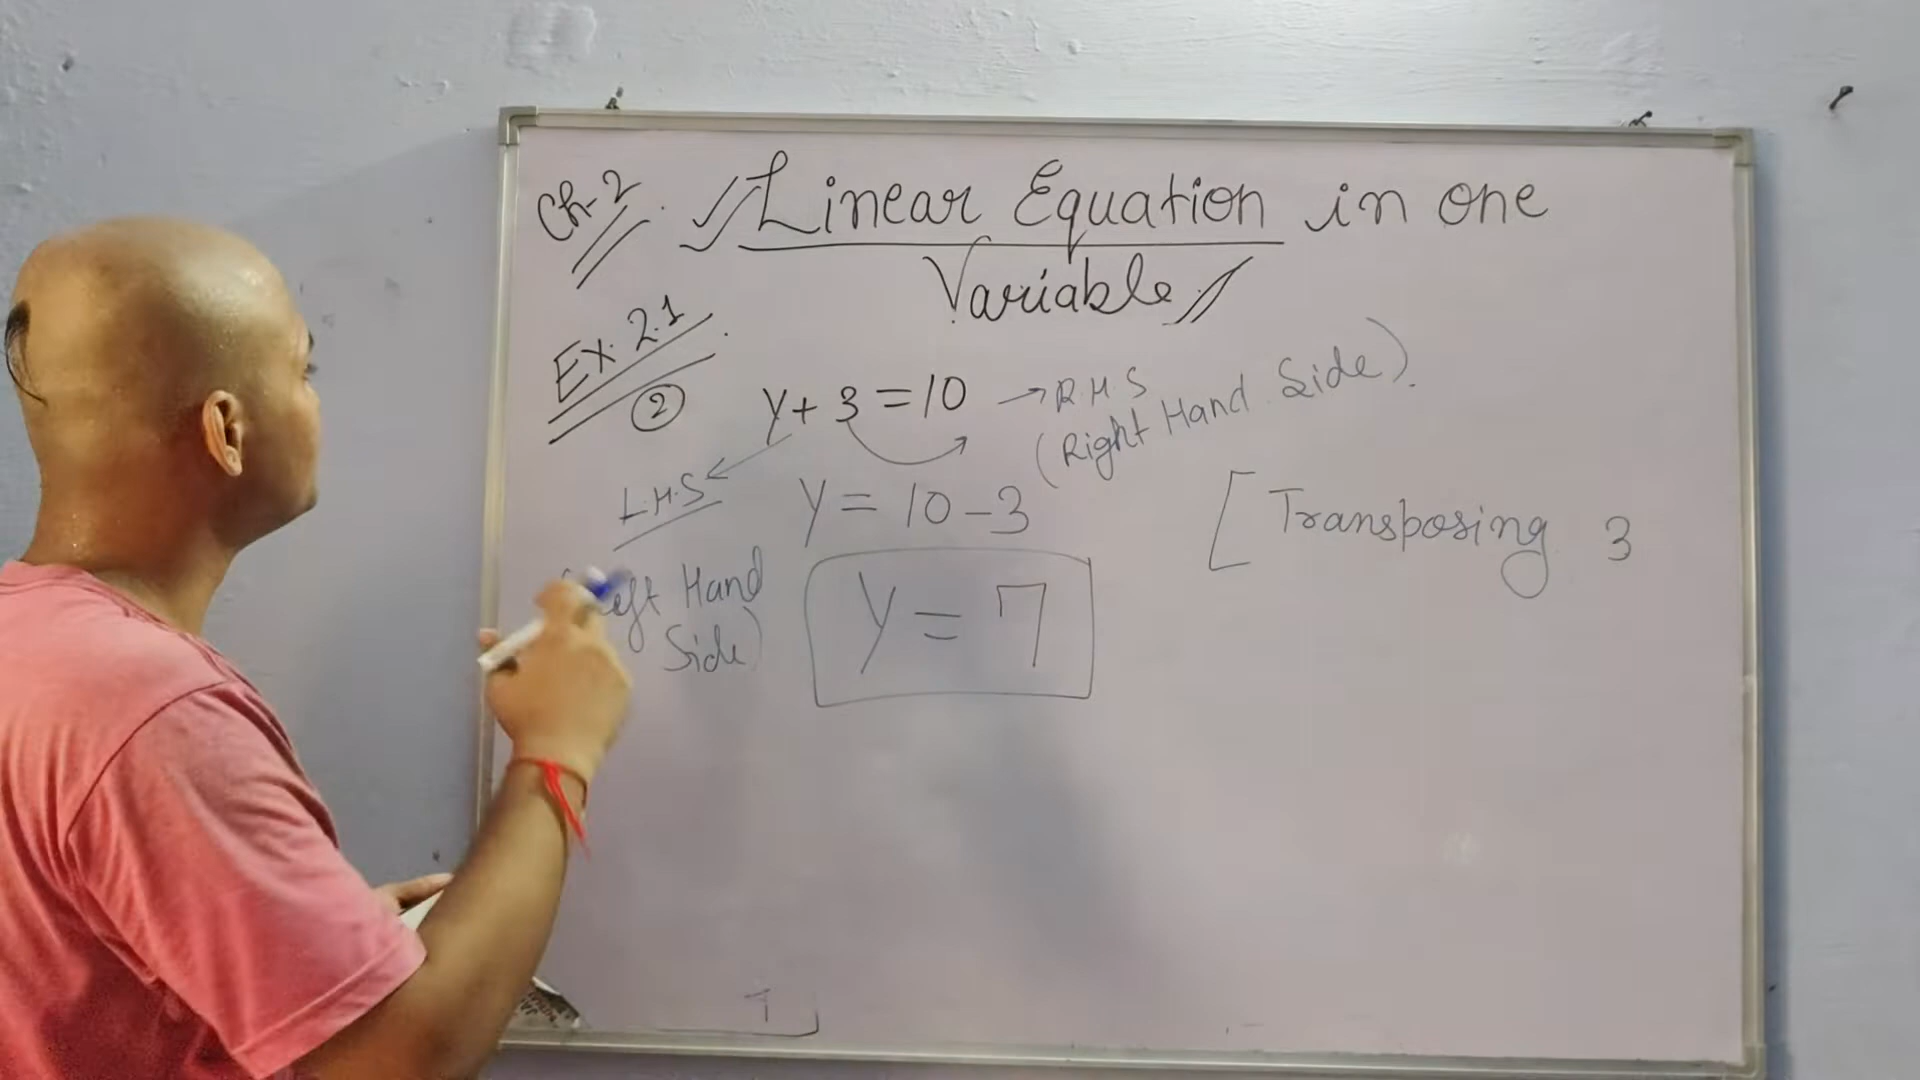 Ch-2 Linear Equation in one
Variable
Ex. 2.1
2 y + 3 = 10 → R.H.S
(Right Hand Side).
L.H.S
y = 10 - 3
[Transposing 3
Left Hand
Side)
y = 7